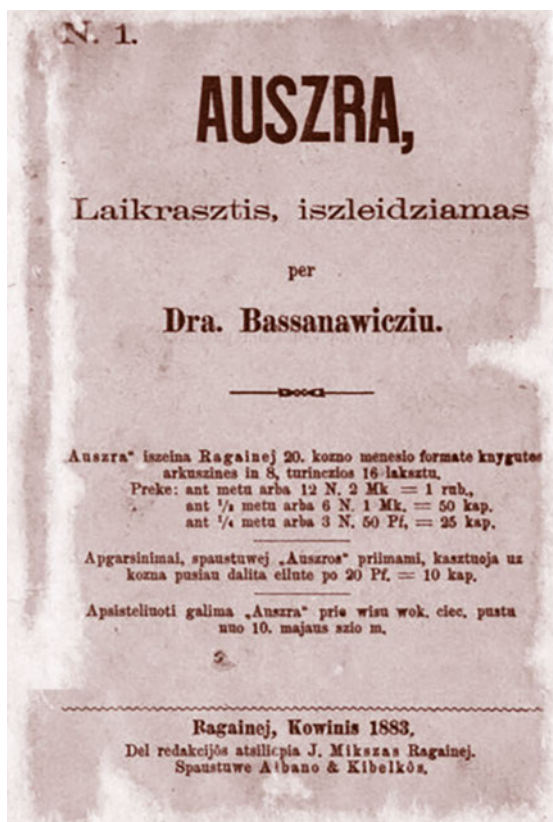 N. 1.
AUSZRA,
Laikrasztis, iszleidziamas
per
Dra. Bassanawicziu.
Auszra“ iszeina Ragainej 20. kozno menesio formate knygutes
arkuszines in 8, turinczios 16 laksztu.
Preke: ant metu arba 12 N. 2 Mk = 1 rub.,
ant ½ metu arba 6 N. 1 Mk. = 50 kap.
ant ¼ metu arba 3 N. 50 Pf, = 25 kap.
Apgarsinimai, spaustuwej „Auszros“ priimami, kasztuoja uz
kozna pusiau dalita eilute po 20 Pf. = 10 kap.
Apsisteliuoti galima „Auszra“ prie wisu wok. ciec. pustu
nuo 10. majaus szio m.
Ragainej, Kowinis 1883.
Del redakcijôs atsiliepia J. Mikszas Ragainej.
Spaustuwe Albano & Kibelkôs.